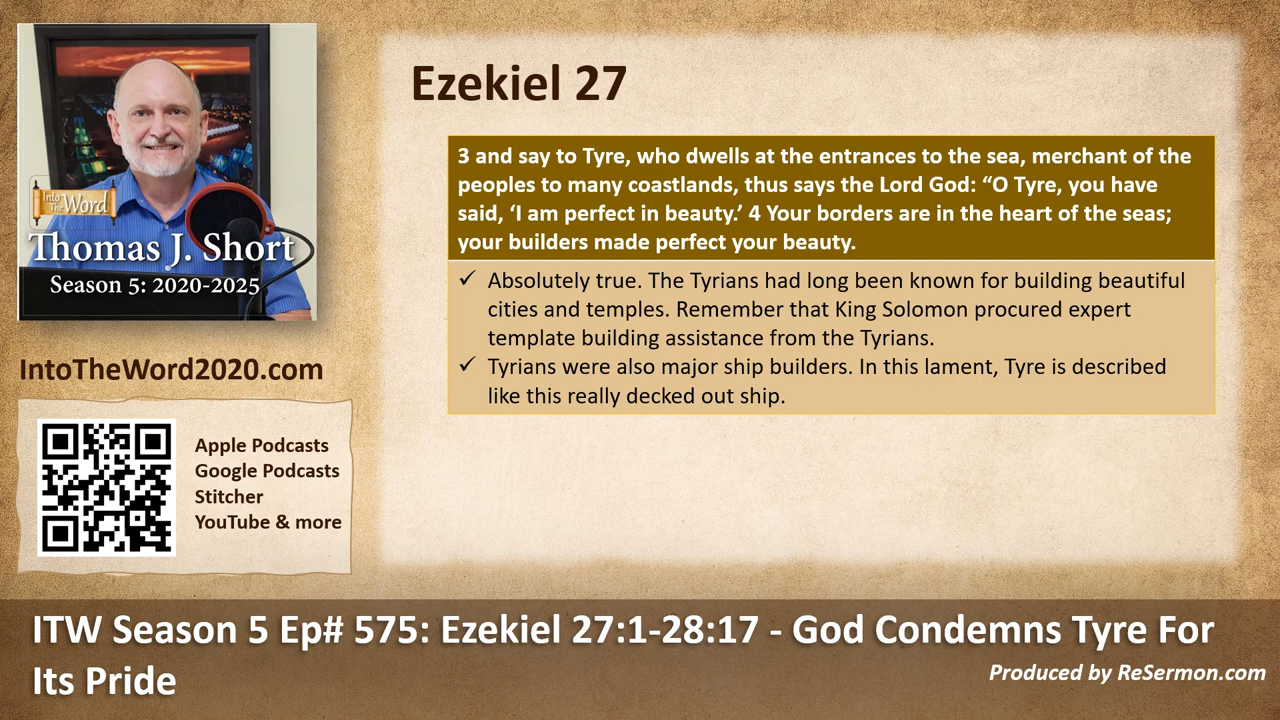 Into
The Word
Thomas J. Short
Season 5: 2020-2025
IntoTheWord2020.com
Apple Podcasts
Google Podcasts
Stitcher
YouTube & more
Ezekiel 27
3 and say to Tyre, who dwells at the entrances to the sea, merchant of the
peoples to many coastlands, thus says the Lord God: “O Tyre, you have
said, ‘I am perfect in beauty.’ 4 Your borders are in the heart of the seas;
your builders made perfect your beauty.
✓ Absolutely true. The Tyrians had long been known for building beautiful
cities and temples. Remember that King Solomon procured expert
template building assistance from the Tyrians.
✓ Tyrians were also major ship builders. In this lament, Tyre is described
like this really decked out ship.
ITW Season 5 Ep# 575: Ezekiel 27:1-28:17 - God Condemns Tyre For
Its Pride
Produced by ReSermon.com